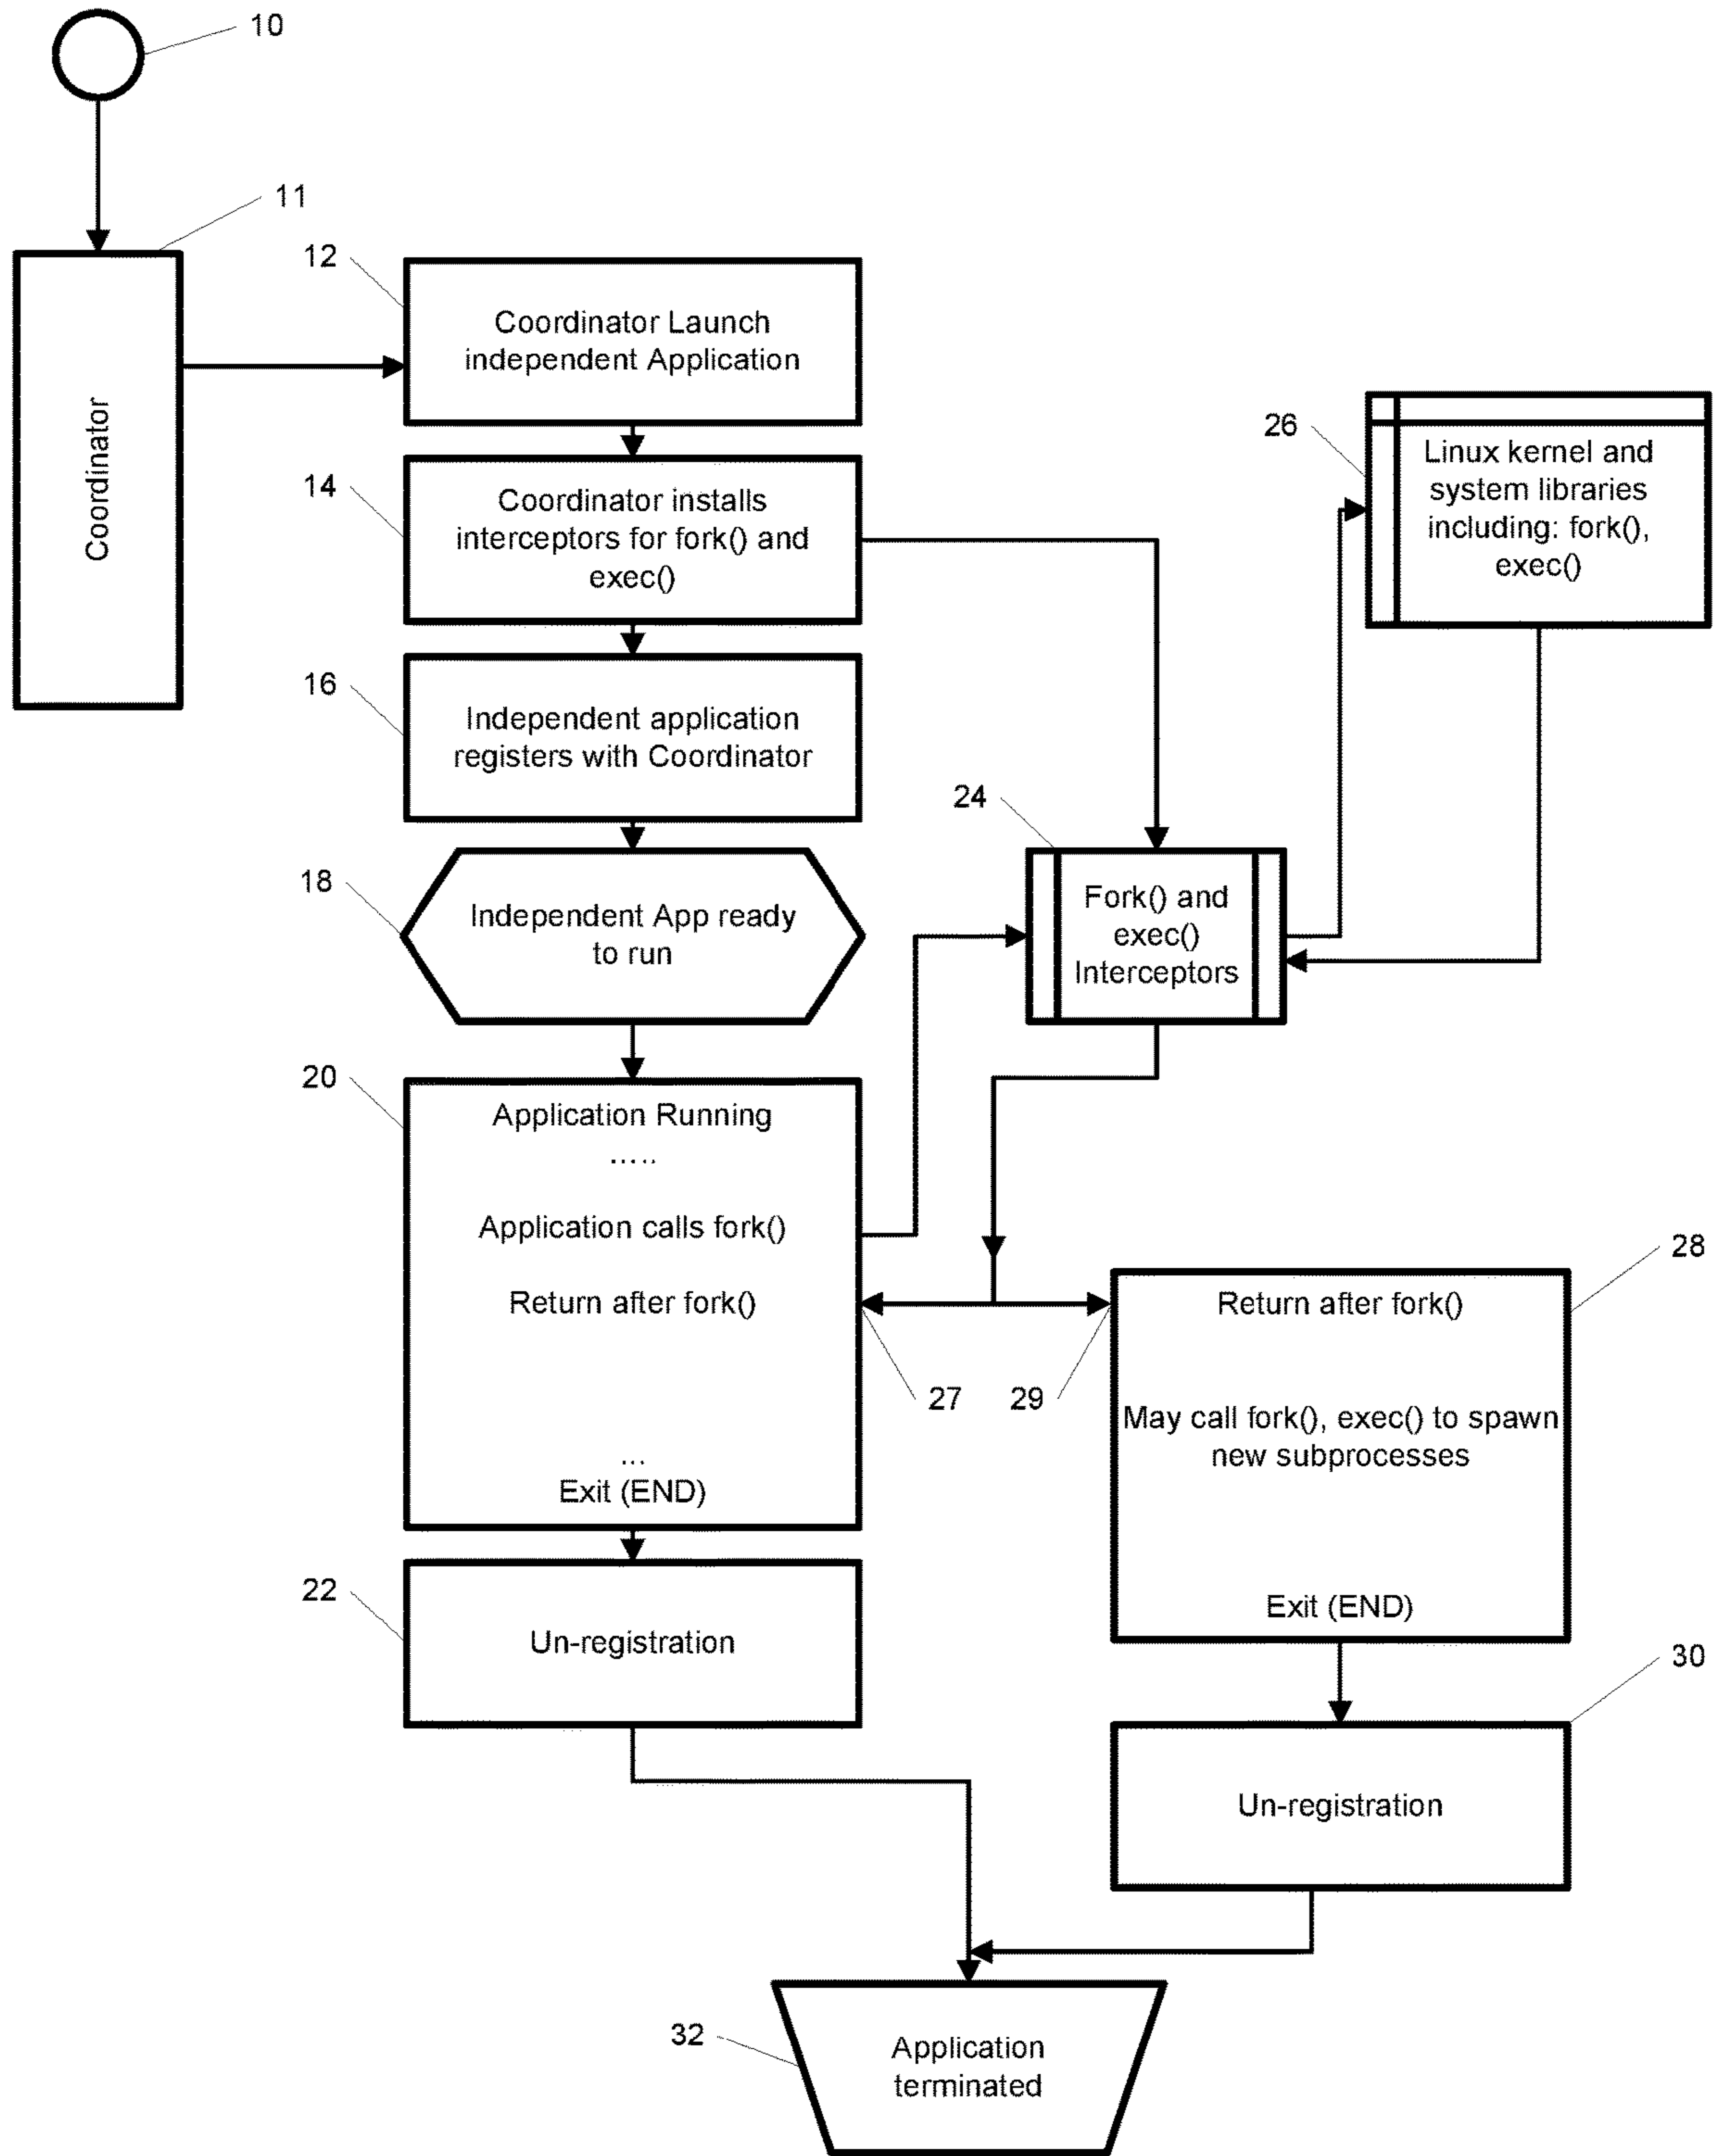 10
11
Coordinator
12
Coordinator Launch
independent Application
14
Coordinator installs
interceptors for fork() and
exec()
26
Linux kernel and
system libraries
including: fork(),
exec()
16
Independent application
registers with Coordinator
24
Fork() and
exec()
Interceptors
18
Independent App ready
to run
20
Application Running
.....
Application calls fork()
Return after fork()
...
Exit (END)
27
29
28
Return after fork()
May call fork(), exec() to spawn
new subprocesses
Exit (END)
22
Un-registration
30
Un-registration
32
Application
terminated